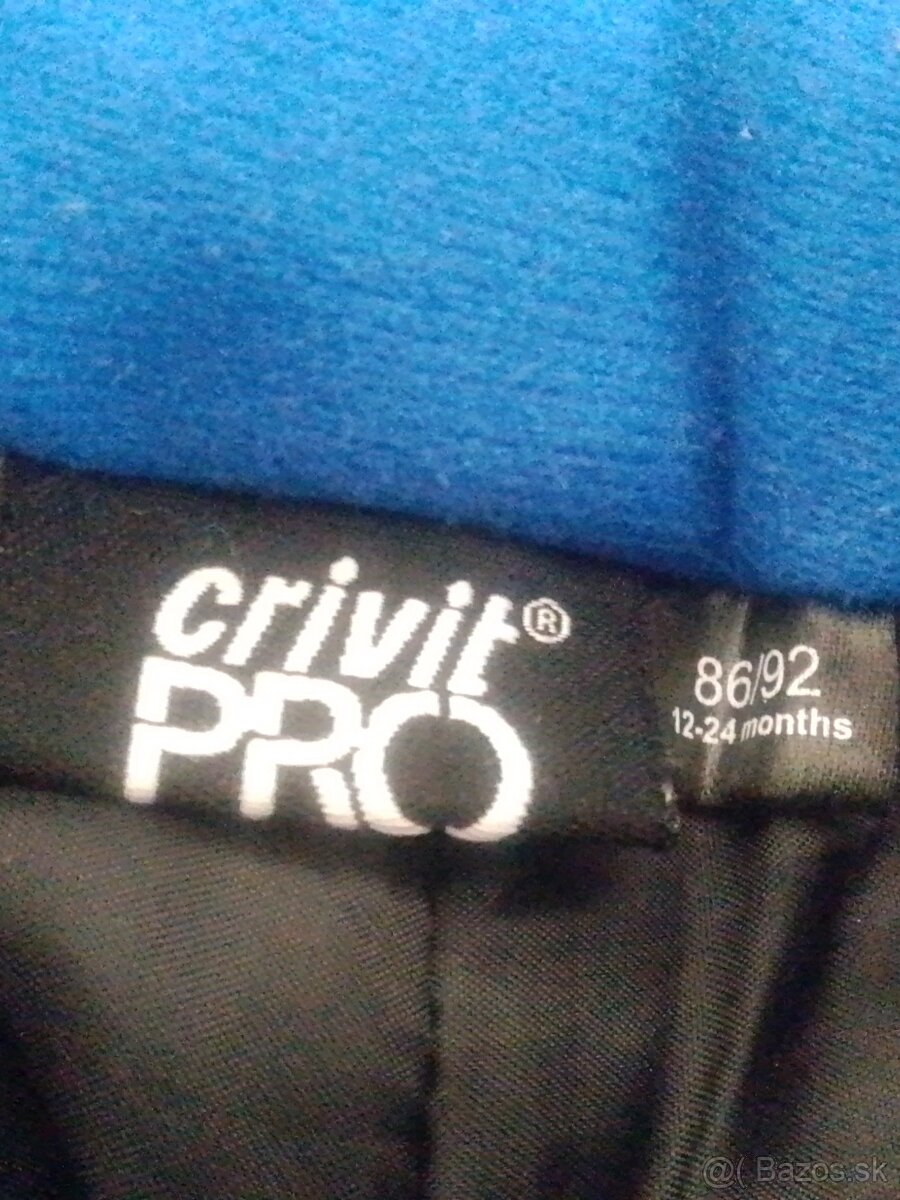 crivit®
PRO
86/92
12-24 months
@( Bazos.sk